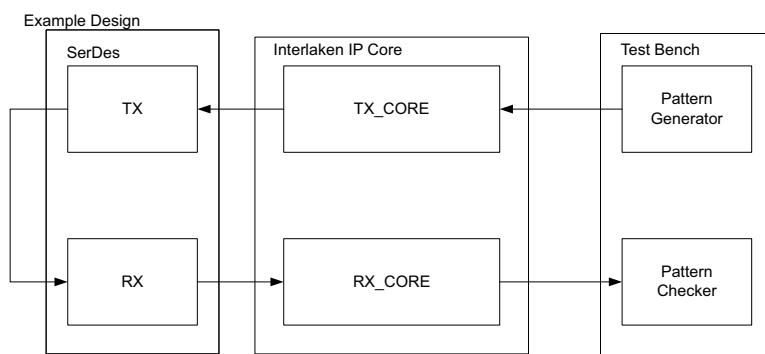 Example Design
SerDes
Interlaken IP Core
Test Bench
TX
TX_CORE
Pattern
Generator
RX
RX_CORE
Pattern
Checker